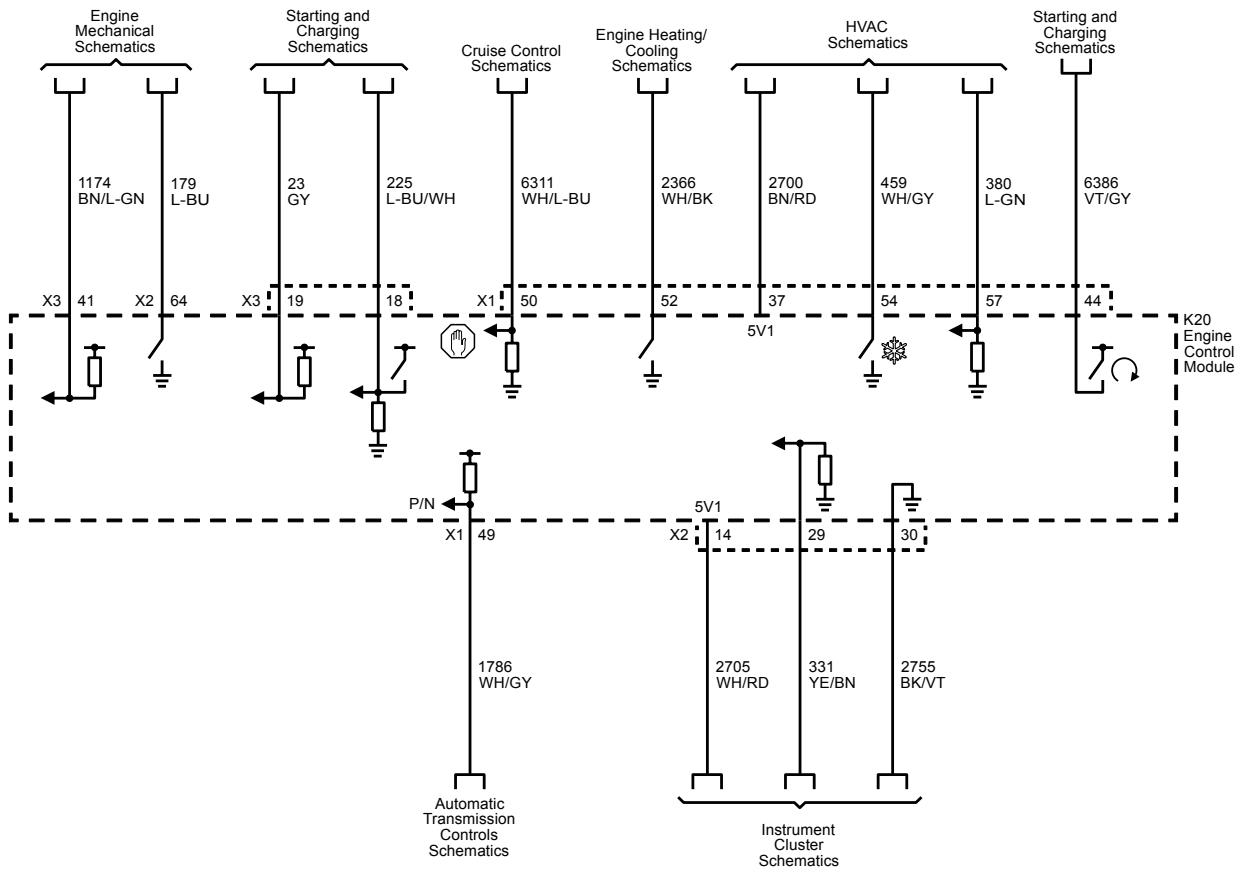 Engine
Mechanical
Schematics
Starting and
Charging
Schematics
Cruise Control
Schematics
Engine Heating/
Cooling
Schematics
HVAC
Schematics
Starting and
Charging
Schematics
1174
BN/L-GN
179
L-BU
23
GY
225
L-BU/WH
6311
WH/L-BU
2366
WH/BK
2700
BN/RD
459
WH/GY
380
L-GN
6386
VT/GY
X3 41
X2 64
X3 19
18
X1 50
52
37
54
57
44
5V1
K20
Engine
Control
Module
P/N
5V1
X1 49
X2 14
29
30
1786
WH/GY
2705
WH/RD
331
YE/BN
2755
BK/VT
Automatic
Transmission
Controls
Schematics
Instrument
Cluster
Schematics